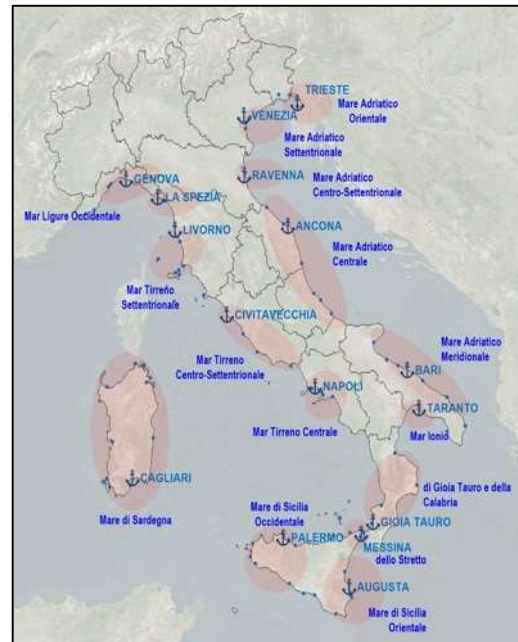 TRIESTE
Mare Adriatico
Orientale
VENEZIA
Mare Adriatico
Settentrionale
GENOVA
RAVENNA
Mare Adriatico
Centro-Settentrionale
LA SPEZIA
Mar Ligure Occidentale
LIVORNO
ANCONA
Mare Adriatico
Centrale
Mar Tirreno
Settentrionale
CIVITAVECCHIA
Mar Tirreno
Centro-Settentrionale
Mare Adriatico
Meridionale
BARI
NAPOLI
TARANTO
Mar Tirreno Centrale
Mar Ionio
CAGLIARI
Mare di Sardegna
di Gioia Tauro e della
Calabria
Mare di Sicilia
Occidentale
GIOIA TAURO
PALERMO
MESSINA
dello Stretto
AUGUSTA
Mare di Sicilia
Orientale